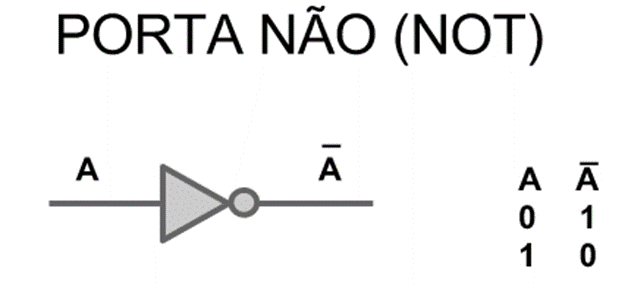 PORTA NÃO (NOT)
A Ā
A Ā
0 1
1 0